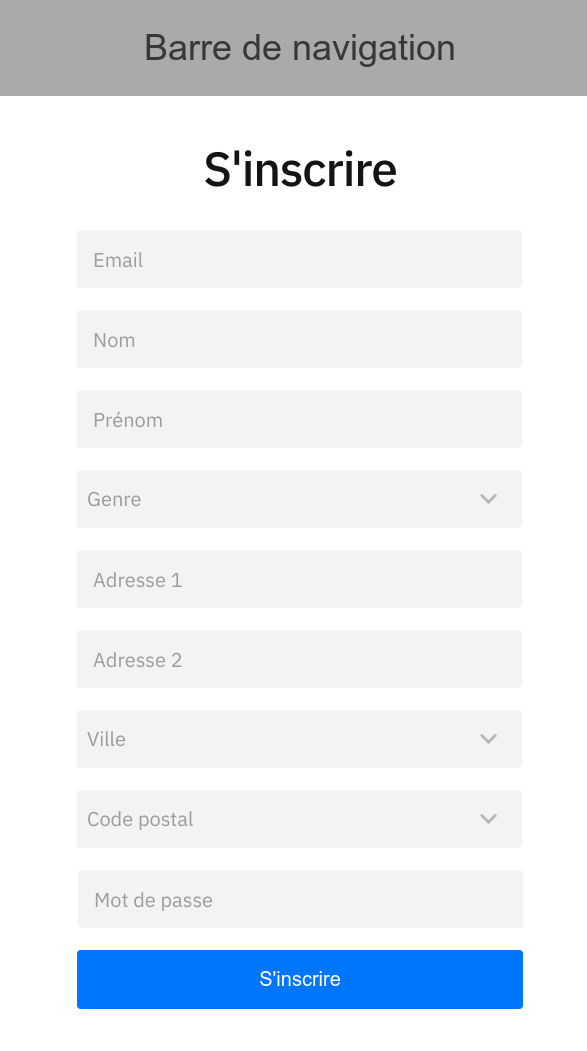 Barre de navigation
S'inscrire
Email
Nom
Prénom
Genre
Adresse 1
Adresse 2
Ville
Code postal
Mot de passe
S'inscrire